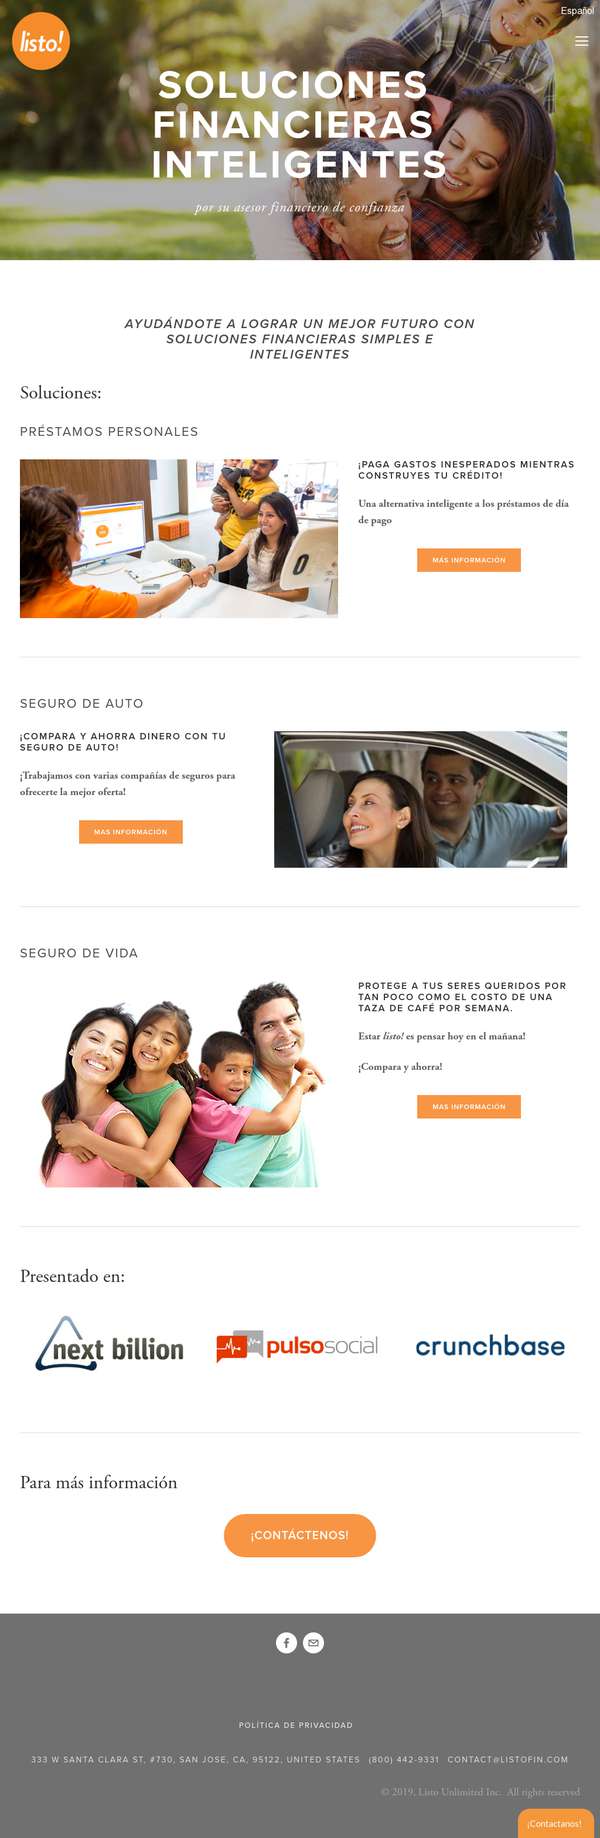 Español
listo!
SOLUCIONES
FINANCIERAS
INTELIGENTES
por su asesor financiero de confianza
AYUDÁNDOTE A LOGRAR UN MEJOR FUTURO CON
SOLUCIONES FINANCIERAS SIMPLES E
INTELIGENTES
Soluciones:
PRÉSTAMOS PERSONALES
¡PAGA GASTOS INESPERADOS MIENTRAS
CONSTRUYES TU CRÉDITO!
Una alternativa inteligente a los préstamos de día
de pago
MÁS INFORMACIÓN
SEGURO DE AUTO
¡COMPARA Y AHORRA DINERO CON TU
SEGURO DE AUTO!
¡Trabajamos con varias compañías de seguros para
ofrecerte la mejor oferta!
MAS INFORMACIÓN
SEGURO DE VIDA
PROTEGE A TUS SERES QUERIDOS POR
TAN POCO COMO EL COSTO DE UNA
TAZA DE CAFÉ POR SEMANA.
Estar listo! es pensar hoy en el mañana!
¡Compara y ahorra!
MAS INFORMACIÓN
Presentado en:
next billion
pulsosocial
crunchbase
Para más información
¡CONTÁCTENOS!
POLÍTICA DE PRIVACIDAD
333 W SANTA CLARA ST, #730, SAN JOSE, CA, 95122, UNITED STATES (800) 442-9331 CONTACT@LISTOFIN.COM
© 2019, Listo Unlimited Inc. All rights reserved
¡Contactanos!